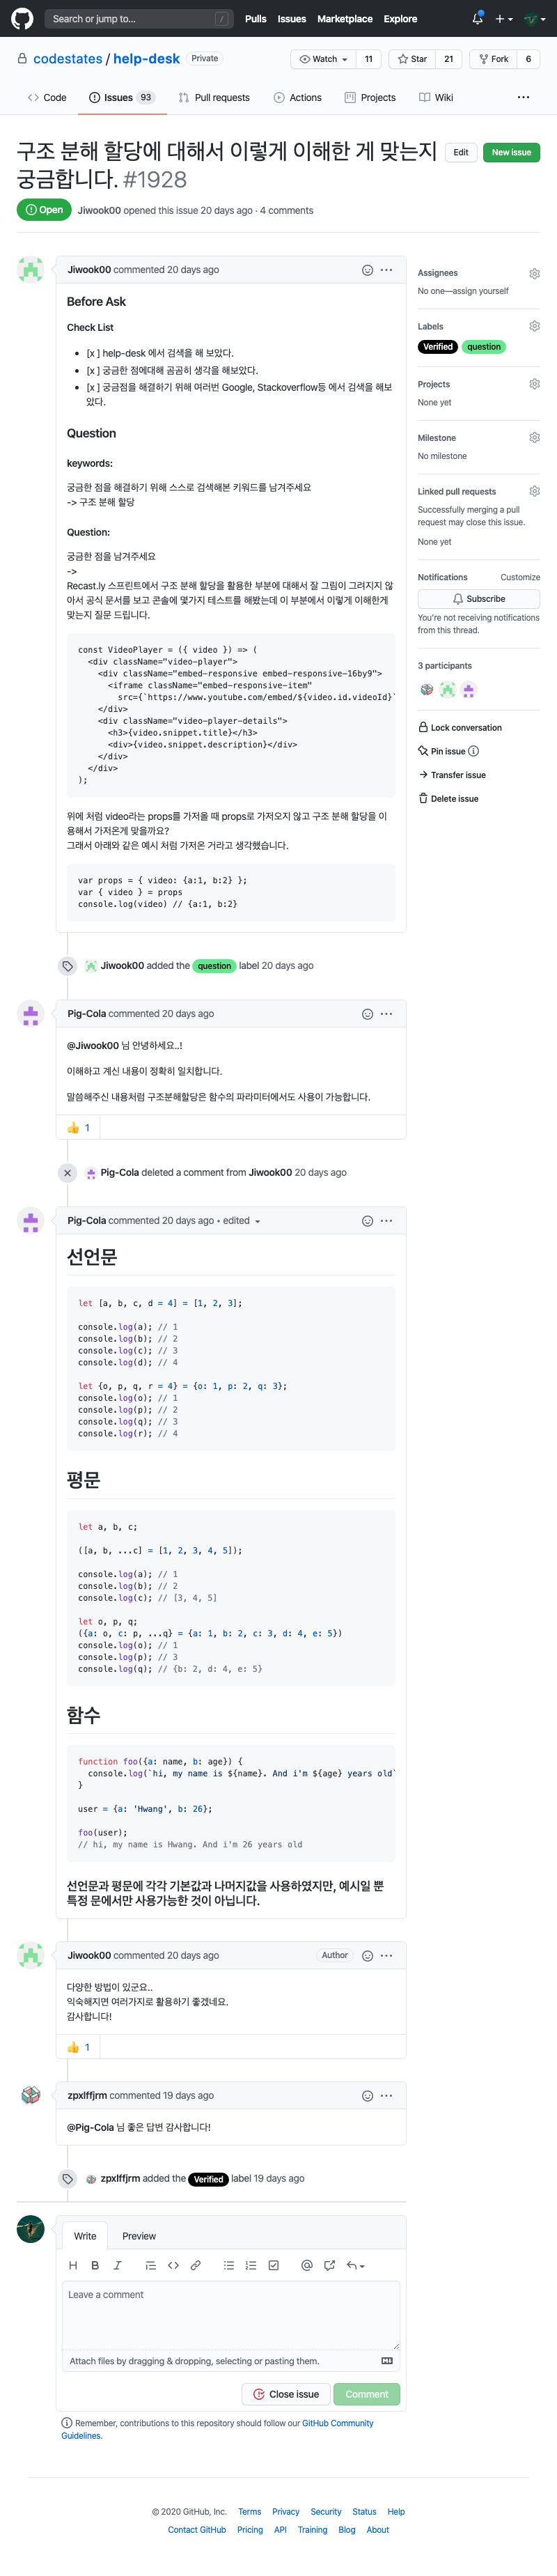 Search or jump to... /
Pulls Issues Marketplace Explore
codestates / help-desk Private
Watch 11 Star 21 Fork 6
Code Issues 93 Pull requests Actions Projects Wiki ...
구조 분해 할당에 대해서 이렇게 이해한 게 맞는지
궁금합니다. #1928
Edit New issue
Open Jiwook00 opened this issue 20 days ago · 4 comments
Jiwook00 commented 20 days ago
Before Ask
Check List
• [x ] help-desk 에서 검색을 해 보았다.
• [x ] 궁금한 점에대해 곰곰히 생각을 해보았다.
• [x ] 궁금점을 해결하기 위해 여러번 Google, Stackoverflow등 에서 검색을 해보
았다.
Question
keywords:
궁금한 점을 해결하기 위해 스스로 검색해본 키워드를 남겨주세요
-> 구조 분해 할당
Question:
궁금한 점을 남겨주세요
->
Recast.ly 스프린트에서 구조 분해 할당을 활용한 부분에 대해서 잘 그림이 그려지지 않
아서 공식 문서를 보고 콘솔에 몇가지 테스트를 해봤는데 이 부분에서 이렇게 이해한게
맞는지 질문 드립니다.
const VideoPlayer = ({ video }) => (
<div className="video-player">
<div className="embed-responsive embed-responsive-16by9">
<iframe className="embed-responsive-item"
src={`https://www.youtube.com/embed/${video.id.videoId}`
</div>
<div className="video-player-details">
<h3>{video.snippet.title}</h3>
<div>{video.snippet.description}</div>
</div>
</div>
);
위에 처럼 video라는 props를 가져올 때 props로 가져오지 않고 구조 분해 할당을 이
용해서 가져온게 맞을까요?
그래서 아래와 같은 예시 처럼 가져온 거라고 생각했습니다.
var props = { video: {a:1, b:2} };
var { video } = props
console.log(video) // {a:1, b:2}
Jiwook00 added the question label 20 days ago
Pig-Cola commented 20 days ago
@Jiwook00 님 안녕하세요..!
이해하고 계신 내용이 정확히 일치합니다.
말씀해주신 내용처럼 구조분해할당은 함수의 파라미터에서도 사용이 가능합니다.
👍 1
Pig-Cola deleted a comment from Jiwook00 20 days ago
Pig-Cola commented 20 days ago • edited
선언문
let [a, b, c, d = 4] = [1, 2, 3];
console.log(a); // 1
console.log(b); // 2
console.log(c); // 3
console.log(d); // 4
let {o, p, q, r = 4} = {o: 1, p: 2, q: 3};
console.log(o); // 1
console.log(p); // 2
console.log(q); // 3
console.log(r); // 4
평문
let a, b, c;
([a, b, ...c] = [1, 2, 3, 4, 5]);
console.log(a); // 1
console.log(b); // 2
console.log(c); // [3, 4, 5]
let o, p, q;
({a: o, c: p, ...q} = {a: 1, b: 2, c: 3, d: 4, e: 5})
console.log(o); // 1
console.log(p); // 3
console.log(q); // {b: 2, d: 4, e: 5}
함수
function foo({a: name, b: age}) {
console.log(`hi, my name is ${name}. And i'm ${age} years old`
}
user = {a: 'Hwang', b: 26};
foo(user);
// hi, my name is Hwang. And i'm 26 years old
선언문과 평문에 각각 기본값과 나머지값을 사용하였지만, 예시일 뿐
특정 문에서만 사용가능한 것이 아닙니다.
Jiwook00 commented 20 days ago Author
다양한 방법이 있군요..
익숙해지면 여러가지로 활용하기 좋겠네요.
감사합니다!
👍 1
zpxlffjrm commented 19 days ago
@Pig-Cola 님 좋은 답변 감사합니다!
zpxlffjrm added the Verified label 19 days ago
Write Preview
Leave a comment
Attach files by dragging & dropping, selecting or pasting them.
Close issue Comment
Remember, contributions to this repository should follow our GitHub Community
Guidelines.
Assignees
No one—assign yourself
Labels
Verified question
Projects
None yet
Milestone
No milestone
Linked pull requests
Successfully merging a pull
request may close this issue.
None yet
Notifications Customize
Subscribe
You're not receiving notifications
from this thread.
3 participants
Lock conversation
Pin issue
Transfer issue
Delete issue
© 2020 GitHub, Inc. Terms Privacy Security Status Help
Contact GitHub Pricing API Training Blog About